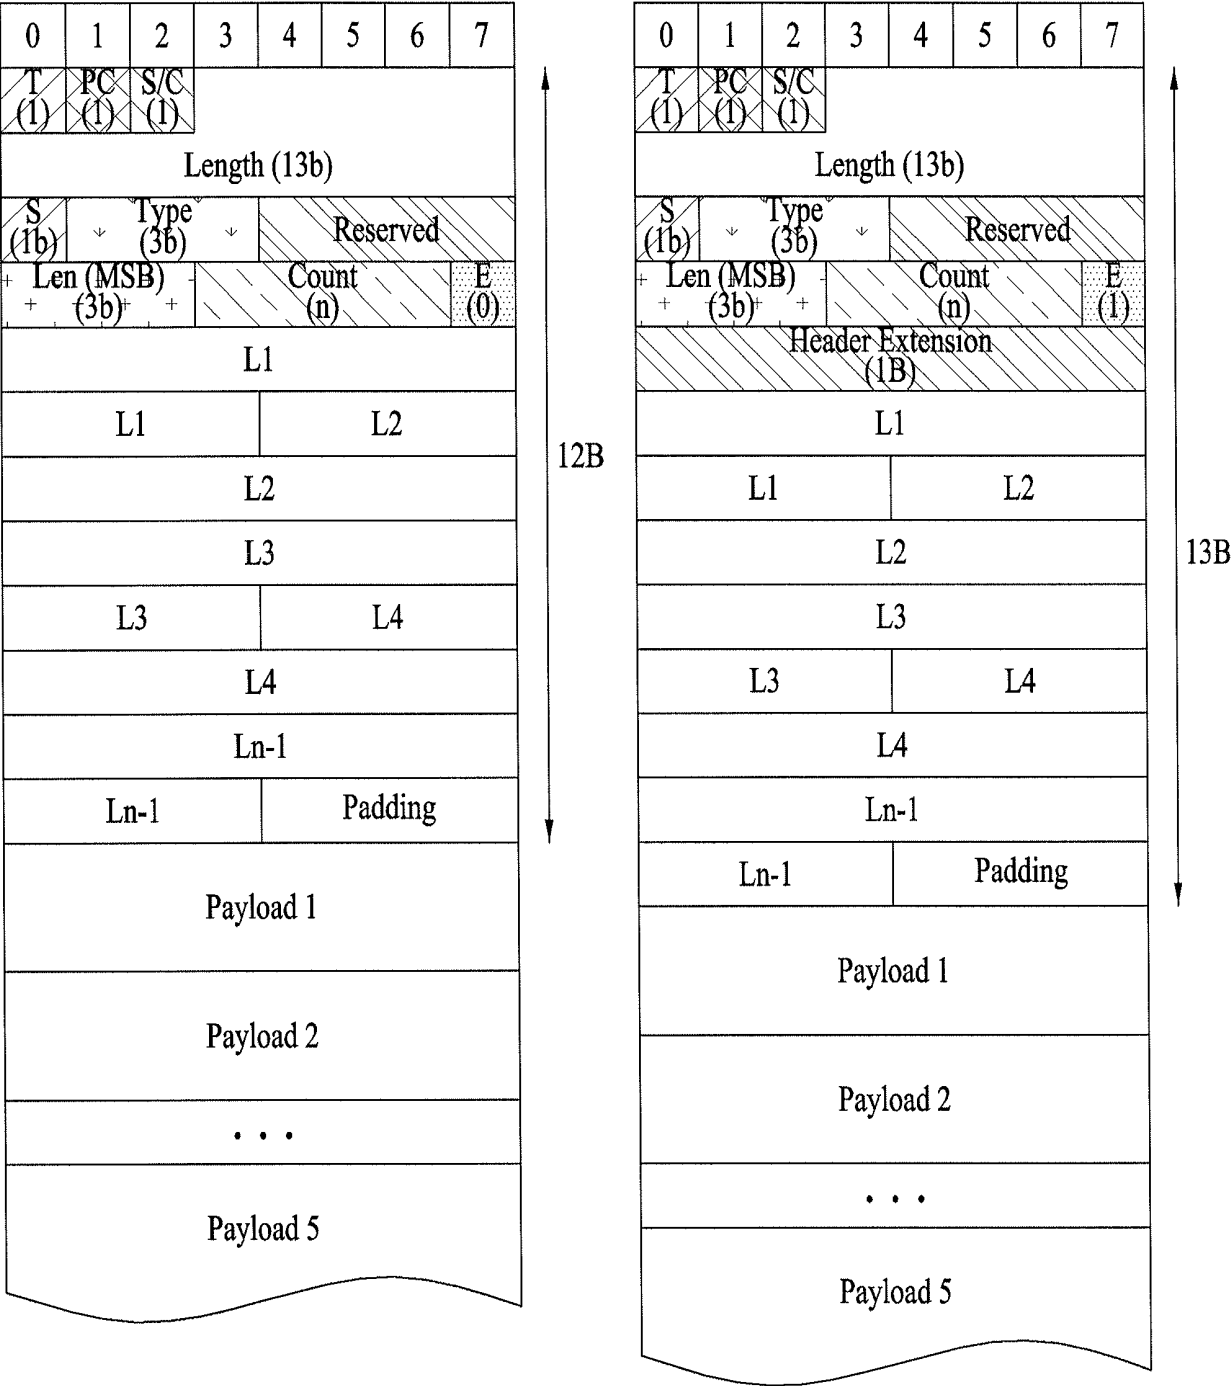 0 1 2 3 4 5 6 7
T (1) PC (1) S/C (1)
Length (13b)
S (1b) Type (3b) Reserved
Len (MSB) (3b) Count (n) E (0)
L1
L1 L2
L2
L3
L3 L4
L4
Ln-1
Ln-1 Padding
12B
Payload 1
Payload 2
• • •
Payload 5
0 1 2 3 4 5 6 7
T (1) PC (1) S/C (1)
Length (13b)
S (1b) Type (3b) Reserved
Len (MSB) (3b) Count (n) E (1)
Header Extension (1B)
L1
L1 L2
L2
L3
L3 L4
L4
Ln-1
Ln-1 Padding
13B
Payload 1
Payload 2
• • •
Payload 5